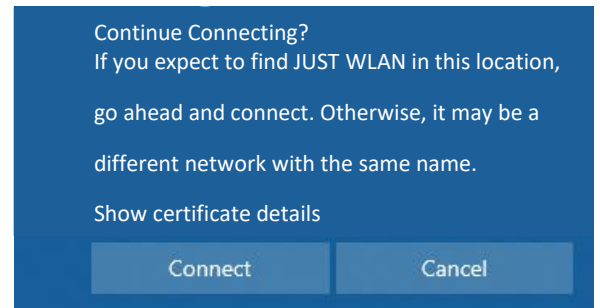 Continue Connecting?
If you expect to find JUST WLAN in this location,
go ahead and connect. Otherwise, it may be a
different network with the same name.
Show certificate details
Connect Cancel